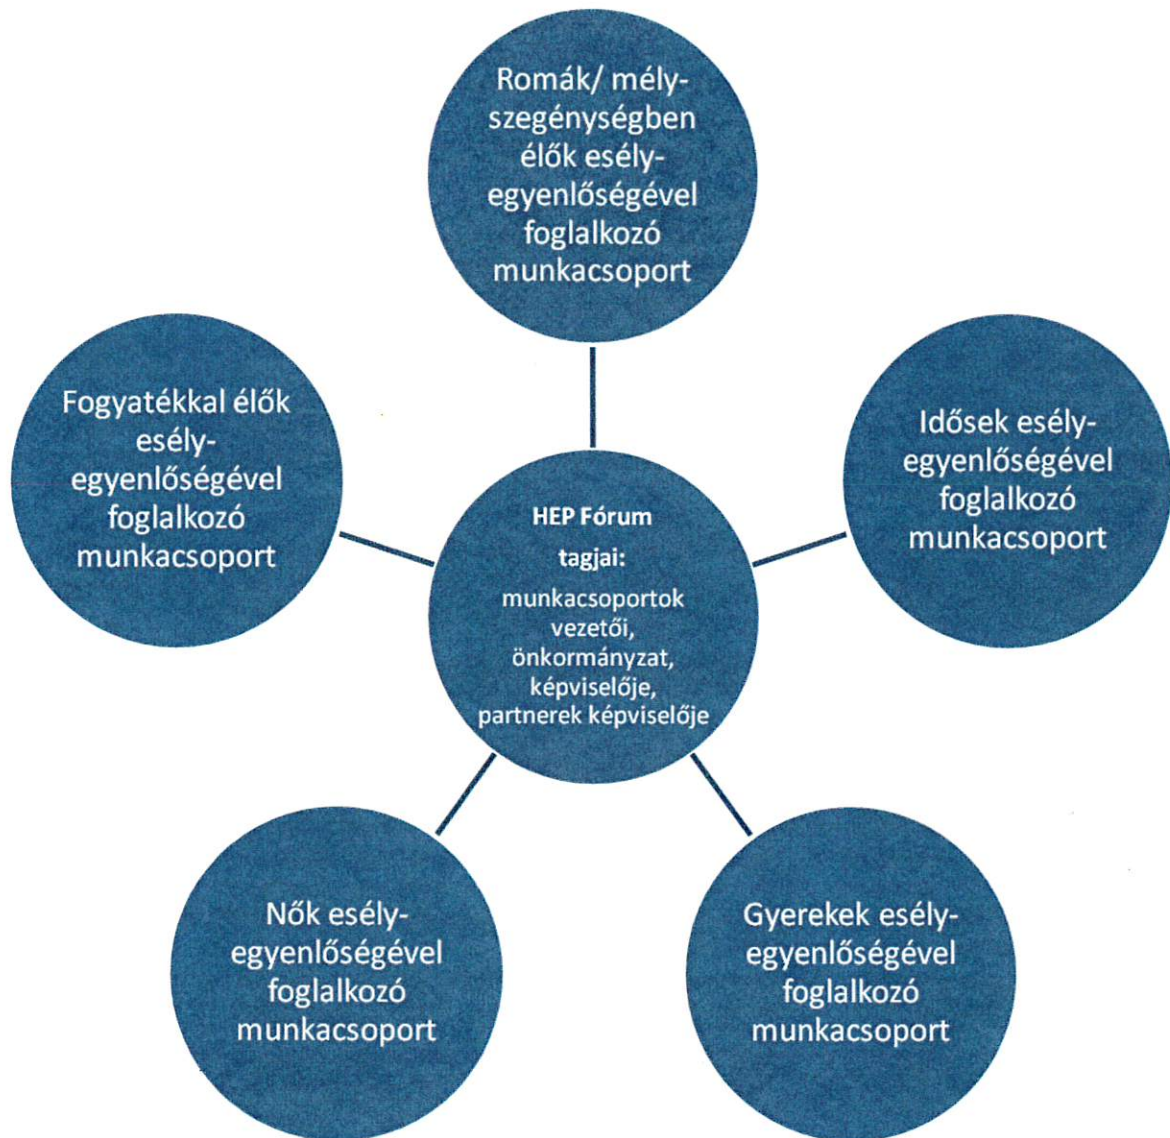 Romák/ mély-
szegénységben
élők esély-
egyenlőségével
foglalkozó
munkacsoport
Fogyatékkal élők
esély-
egyenlőségével
foglalkozó
munkacsoport
Idősek esély-
egyenlőségével
foglalkozó
munkacsoport
HEP Fórum
tagjai:
munkacsoportok
vezetői,
önkormányzat,
képviselője,
partnerek képviselője
Nők esély-
egyenlőségével
foglalkozó
munkacsoport
Gyerekek esély-
egyenlőségével
foglalkozó
munkacsoport